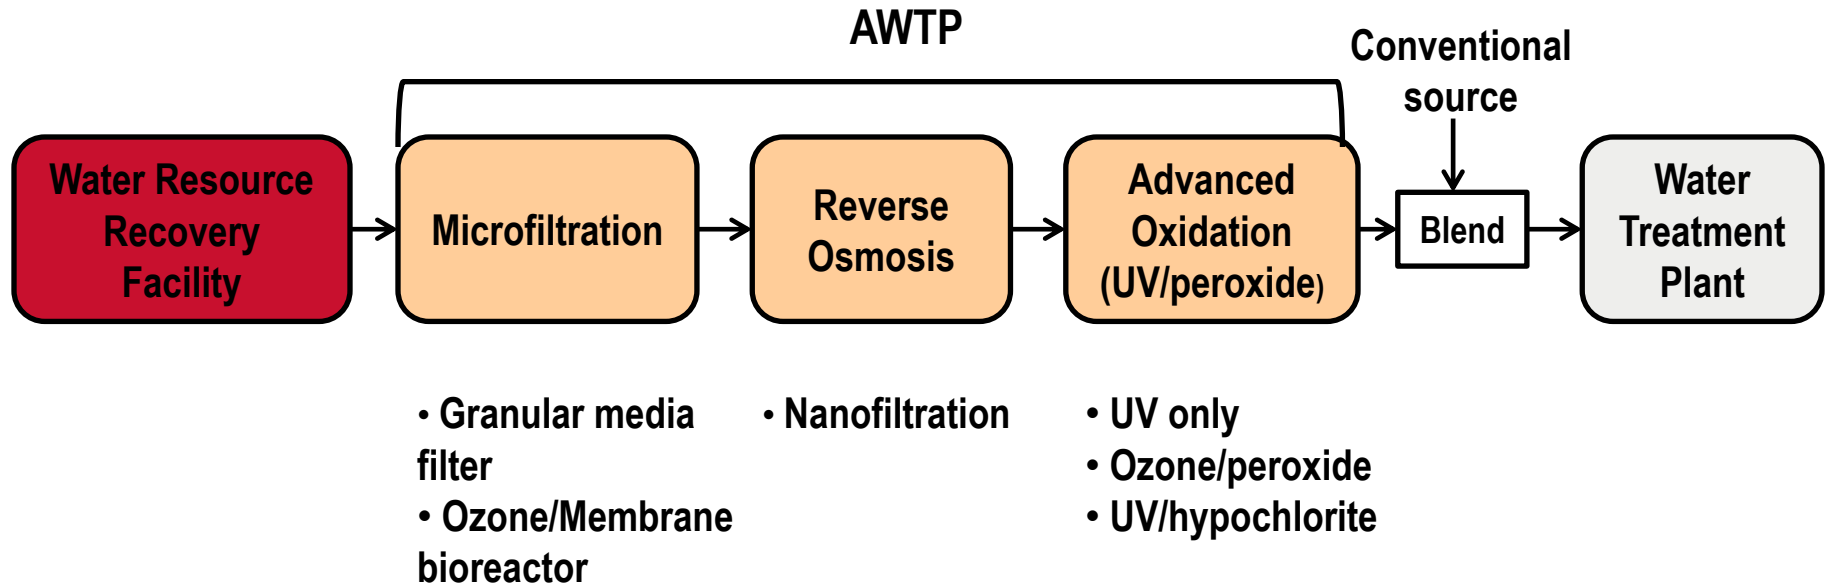 AWTP
Conventional
source
Water Resource
Recovery
Facility
Microfiltration
Reverse
Osmosis
Advanced
Oxidation
(UV/peroxide)
Blend
Water
Treatment
Plant
• Granular media
filter
• Ozone/Membrane
bioreactor
• Nanofiltration
• UV only
• Ozone/peroxide
• UV/hypochlorite